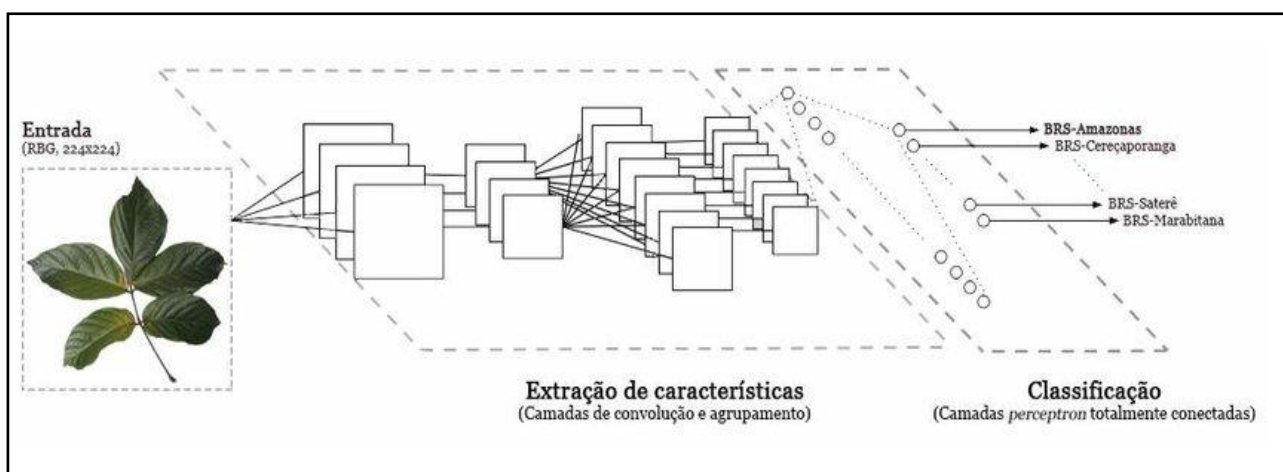 Entrada
(RBG, 224x224)
BRS-Amazonas
BRS-Cereçaporanga
BRS-Saterê
BRS-Marabitana
Extração de características
(Camadas de convolução e agrupamento)
Classificação
(Camadas perceptron totalmente conectadas)